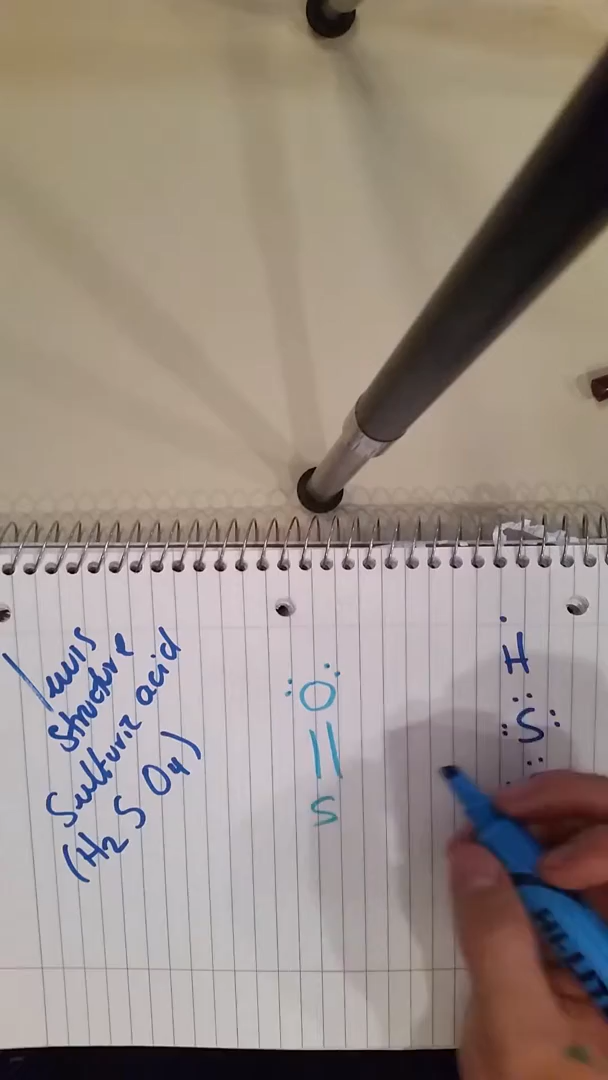 Lewis
Structure
Sulfuric acid
(H2 S O4)
O
S
H
S